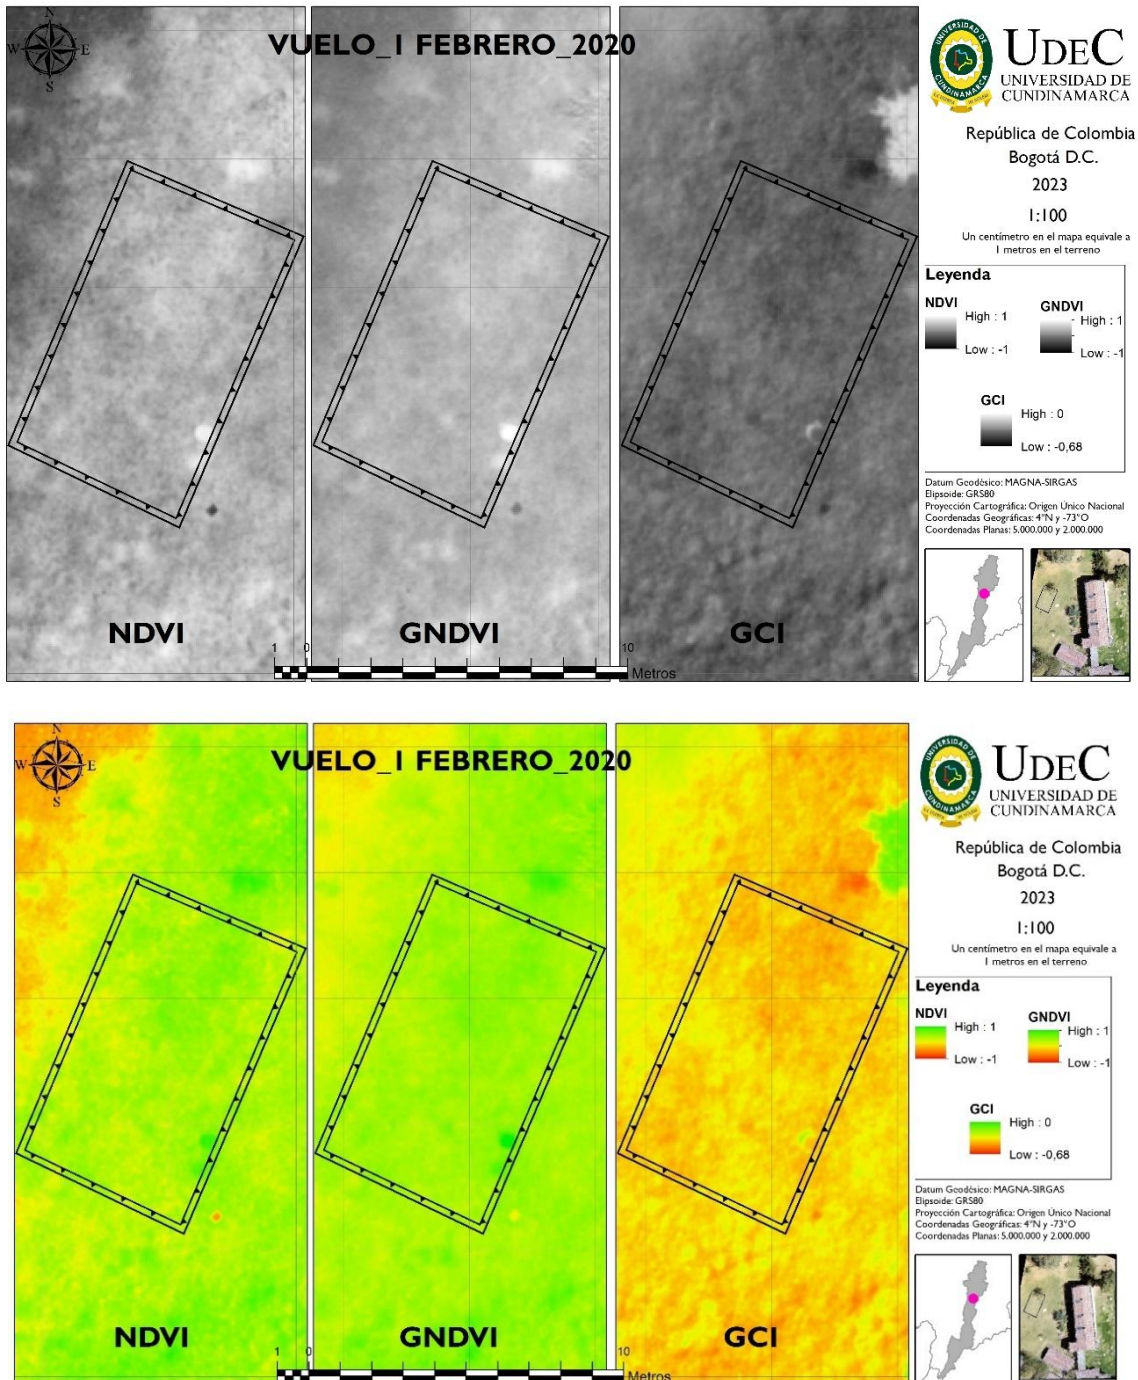 N
W E
S
VUELO_1 FEBRERO_2020
NDVI
GNDVI
GCI
1 0 10
Metros
UNIVERSIDAD DE
CUNDINAMARCA
UDEC
UNIVERSIDAD DE
CUNDINAMARCA
República de Colombia
Bogotá D.C.
2023
1:100
Un centímetro en el mapa equivale a
1 metros en el terreno
Leyenda
NDVI
High : 1
Low : -1
GNDVI
High : 1
Low : -1
GCI
High : 0
Low : -0,68
Datum Geodésico: MAGNA-SIRGAS
Elipsoide: GRS80
Proyección Cartográfica: Origen Único Nacional
Coordenadas Geográficas: 4°N y -73°O
Coordenadas Planas: 5.000.000 y 2.000.000
N
W E
S
VUELO_1 FEBRERO_2020
NDVI
GNDVI
GCI
1 0 10
Metros
UNIVERSIDAD DE
CUNDINAMARCA
UDEC
UNIVERSIDAD DE
CUNDINAMARCA
República de Colombia
Bogotá D.C.
2023
1:100
Un centímetro en el mapa equivale a
1 metros en el terreno
Leyenda
NDVI
High : 1
Low : -1
GNDVI
High : 1
Low : -1
GCI
High : 0
Low : -0,68
Datum Geodésico: MAGNA-SIRGAS
Elipsoide: GRS80
Proyección Cartográfica: Origen Único Nacional
Coordenadas Geográficas: 4°N y -73°O
Coordenadas Planas: 5.000.000 y 2.000.000